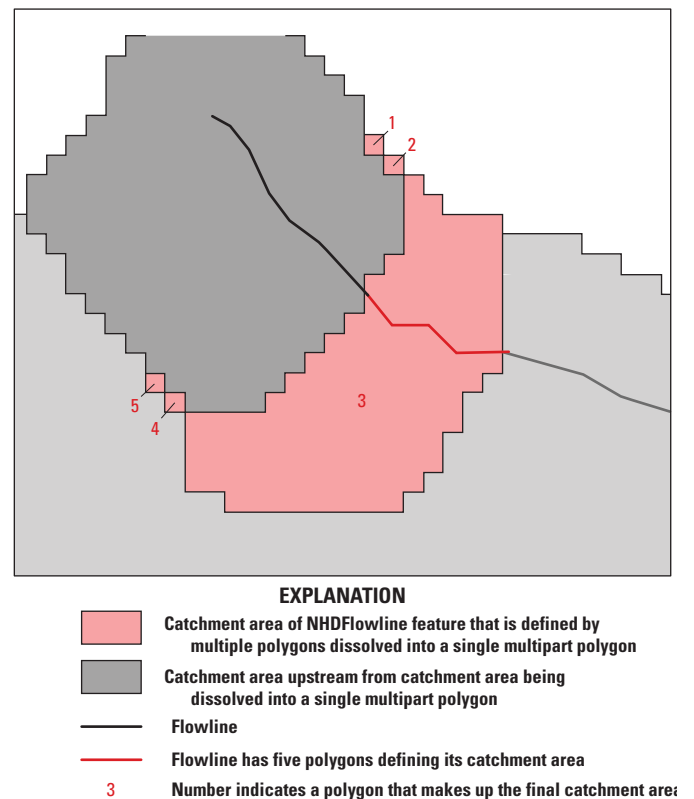 1
2
3
5
4
EXPLANATION
Catchment area of NHDFlowline feature that is defined by
multiple polygons dissolved into a single multipart polygon
Catchment area upstream from catchment area being
dissolved into a single multipart polygon
Flowline
Flowline has five polygons defining its catchment area
3 Number indicates a polygon that makes up the final catchment area